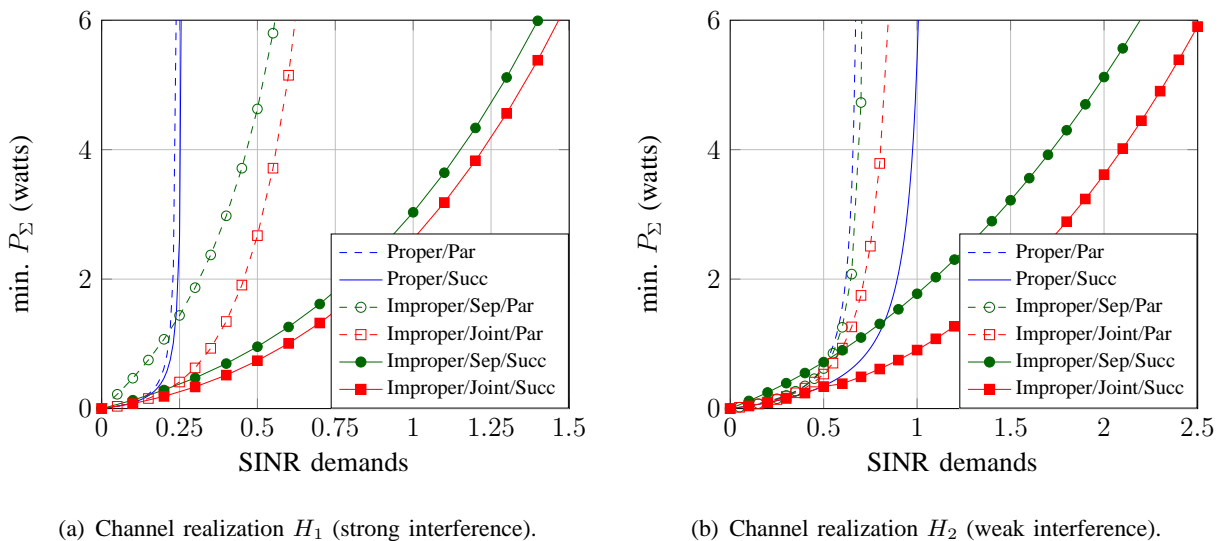 6
4
2
0
min. P_Σ (watts)
0 0.25 0.5 0.75 1 1.25 1.5
SINR demands
Proper/Par
Proper/Succ
Improper/Sep/Par
Improper/Joint/Par
Improper/Sep/Succ
Improper/Joint/Succ
(a) Channel realization H_1 (strong interference).
6
4
2
0
min. P_Σ (watts)
0 0.5 1 1.5 2 2.5
SINR demands
Proper/Par
Proper/Succ
Improper/Sep/Par
Improper/Joint/Par
Improper/Sep/Succ
Improper/Joint/Succ
(b) Channel realization H_2 (weak interference).